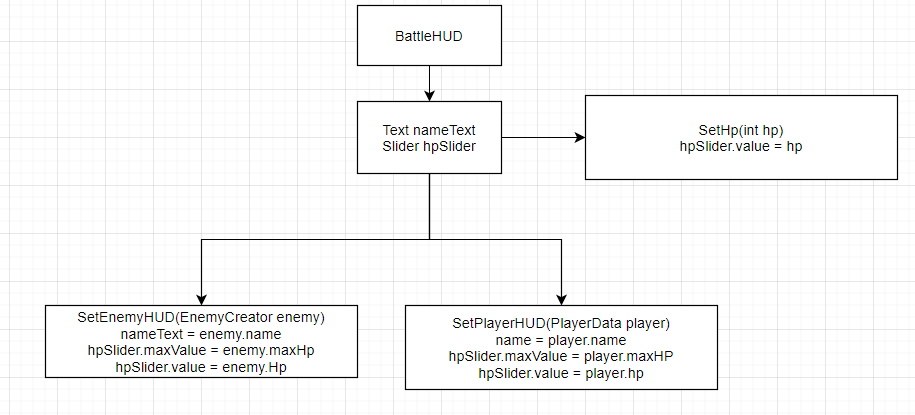 BattleHUD
Text nameText
Slider hpSlider
SetHp(int hp)
hpSlider.value = hp
SetEnemyHUD(EnemyCreator enemy)
nameText = enemy.name
hpSlider.maxValue = enemy.maxHp
hpSlider.value = enemy.Hp
SetPlayerHUD(PlayerData player)
name = player.name
hpSlider.maxValue = player.maxHP
hpSlider.value = player.hp